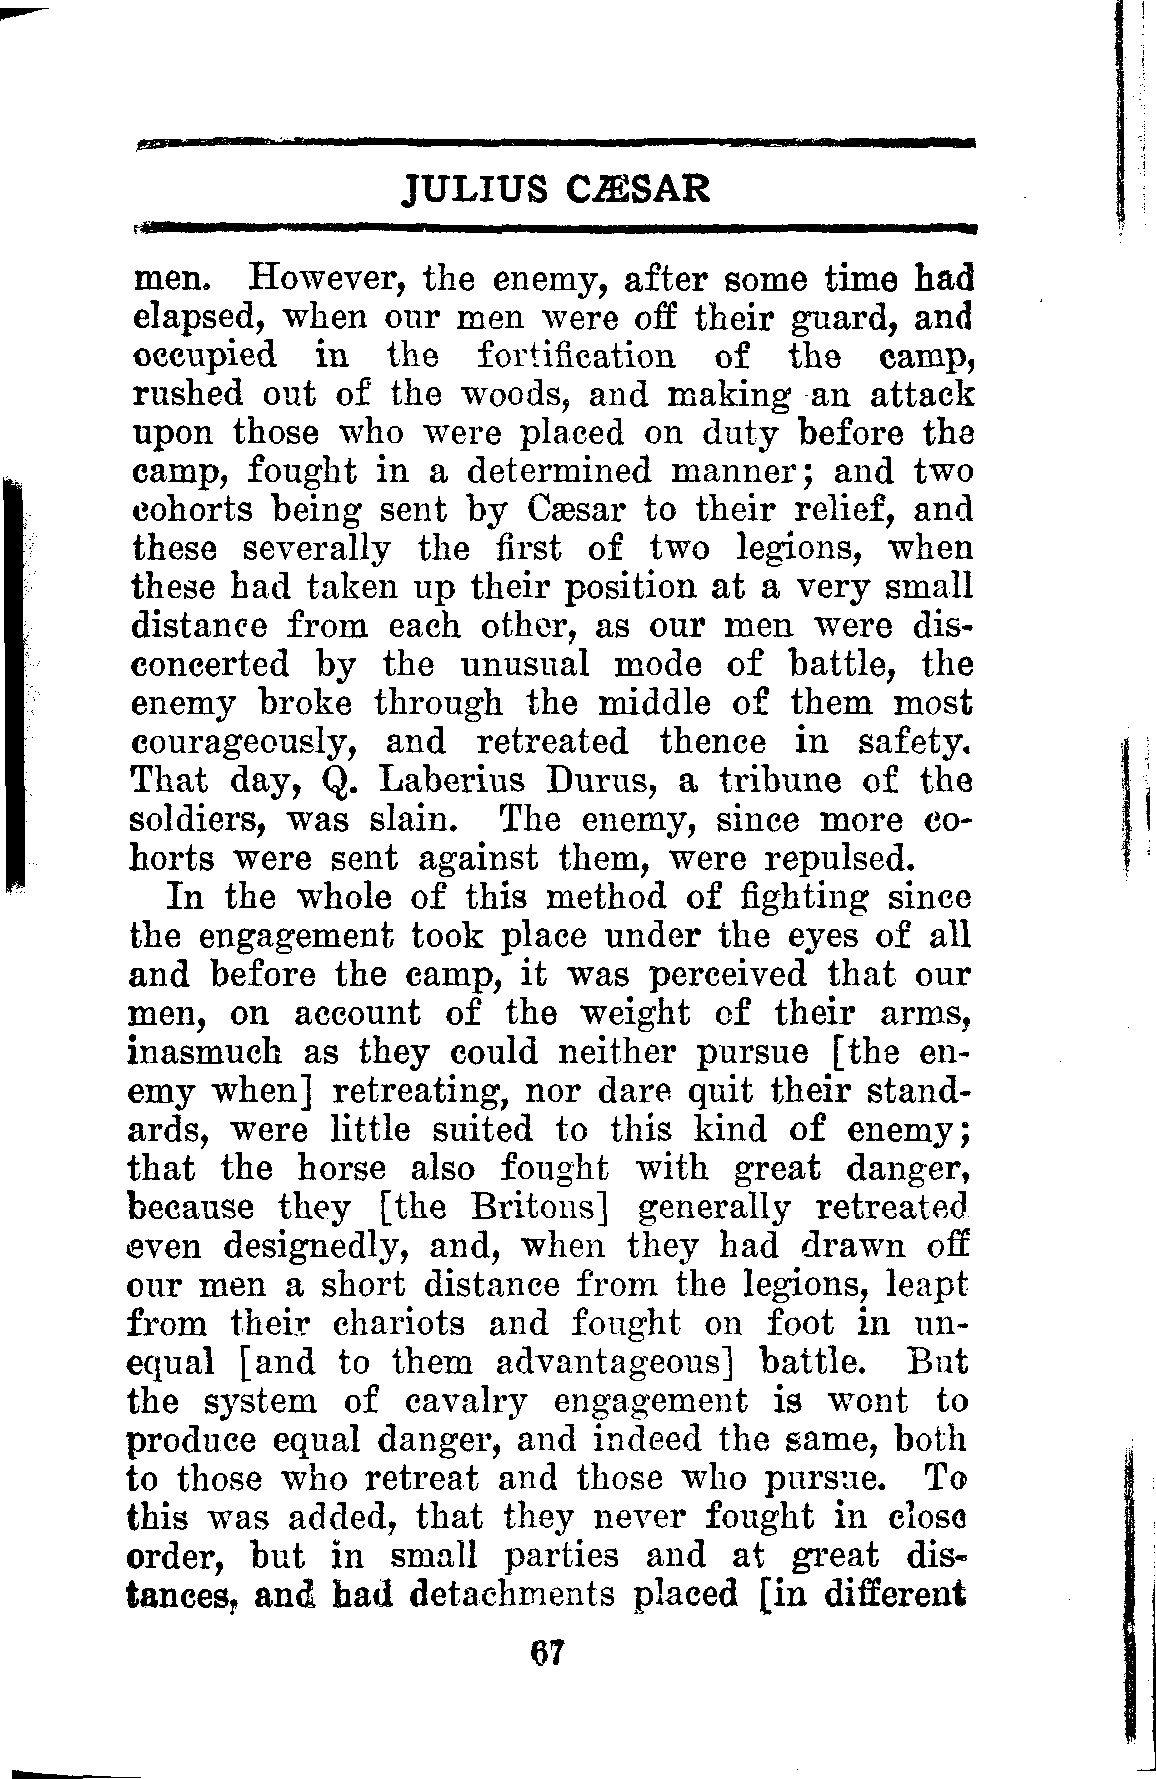 JULIUS CÆSAR
men. However, the enemy, after some time had
elapsed, when our men were off their guard, and
occupied in the fortification of the camp,
rushed out of the woods, and making an attack
upon those who were placed on duty before the
camp, fought in a determined manner; and two
cohorts being sent by Cæsar to their relief, and
these severally the first of two legions, when
these had taken up their position at a very small
distance from each other, as our men were dis-
concerted by the unusual mode of battle, the
enemy broke through the middle of them most
courageously, and retreated thence in safety.
That day, Q. Laberius Durus, a tribune of the
soldiers, was slain. The enemy, since more co-
horts were sent against them, were repulsed.
In the whole of this method of fighting since
the engagement took place under the eyes of all
and before the camp, it was perceived that our
men, on account of the weight of their arms,
inasmuch as they could neither pursue [the en-
emy when] retreating, nor dare quit their stand-
ards, were little suited to this kind of enemy;
that the horse also fought with great danger,
because they [the Britons] generally retreated
even designedly, and, when they had drawn off
our men a short distance from the legions, leapt
from their chariots and fought on foot in un-
equal [and to them advantageous] battle. But
the system of cavalry engagement is wont to
produce equal danger, and indeed the same, both
to those who retreat and those who pursue. To
this was added, that they never fought in close
order, but in small parties and at great dis-
tances, and had detachments placed [in different
67